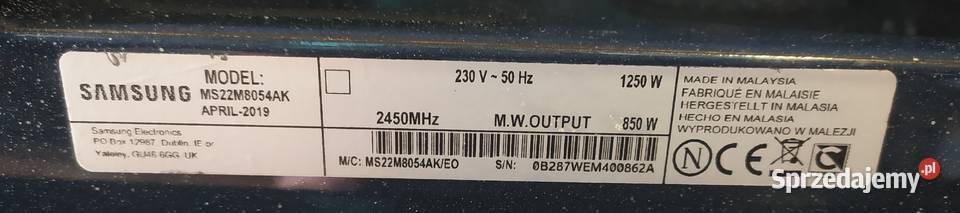 SAMSUNG
MODEL:
MS22M8054AK
APRIL-2019
Samsung Electronics
PO Box 12987, Dublin. IE or
Yateley, GU46 6GG. UK
230 V ~ 50 Hz 1250 W
2450MHz M.W.OUTPUT 850 W
M/C: MS22M8054AK/EO S/N: 0B287WEM400862A
MADE IN MALAYSIA
FABRIQUÉ EN MALAISIE
HERGESTELLT IN MALASIA
HECHO EN MALASIA
WYPRODUKOWANO W MALEZJI
N CE
Sprzedajemy.pl